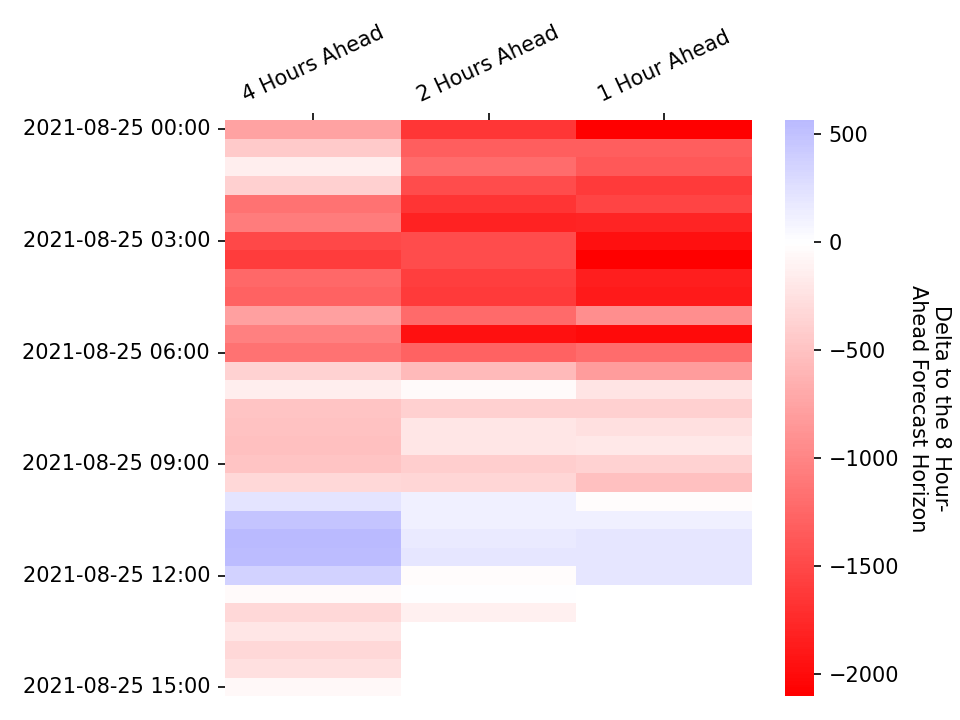 4 Hours Ahead
2 Hours Ahead
1 Hour Ahead
2021-08-25 00:00
2021-08-25 03:00
2021-08-25 06:00
2021-08-25 09:00
2021-08-25 12:00
2021-08-25 15:00
500
0
−500
−1000
−1500
−2000
Delta to the 8 Hour-
Ahead Forecast Horizon